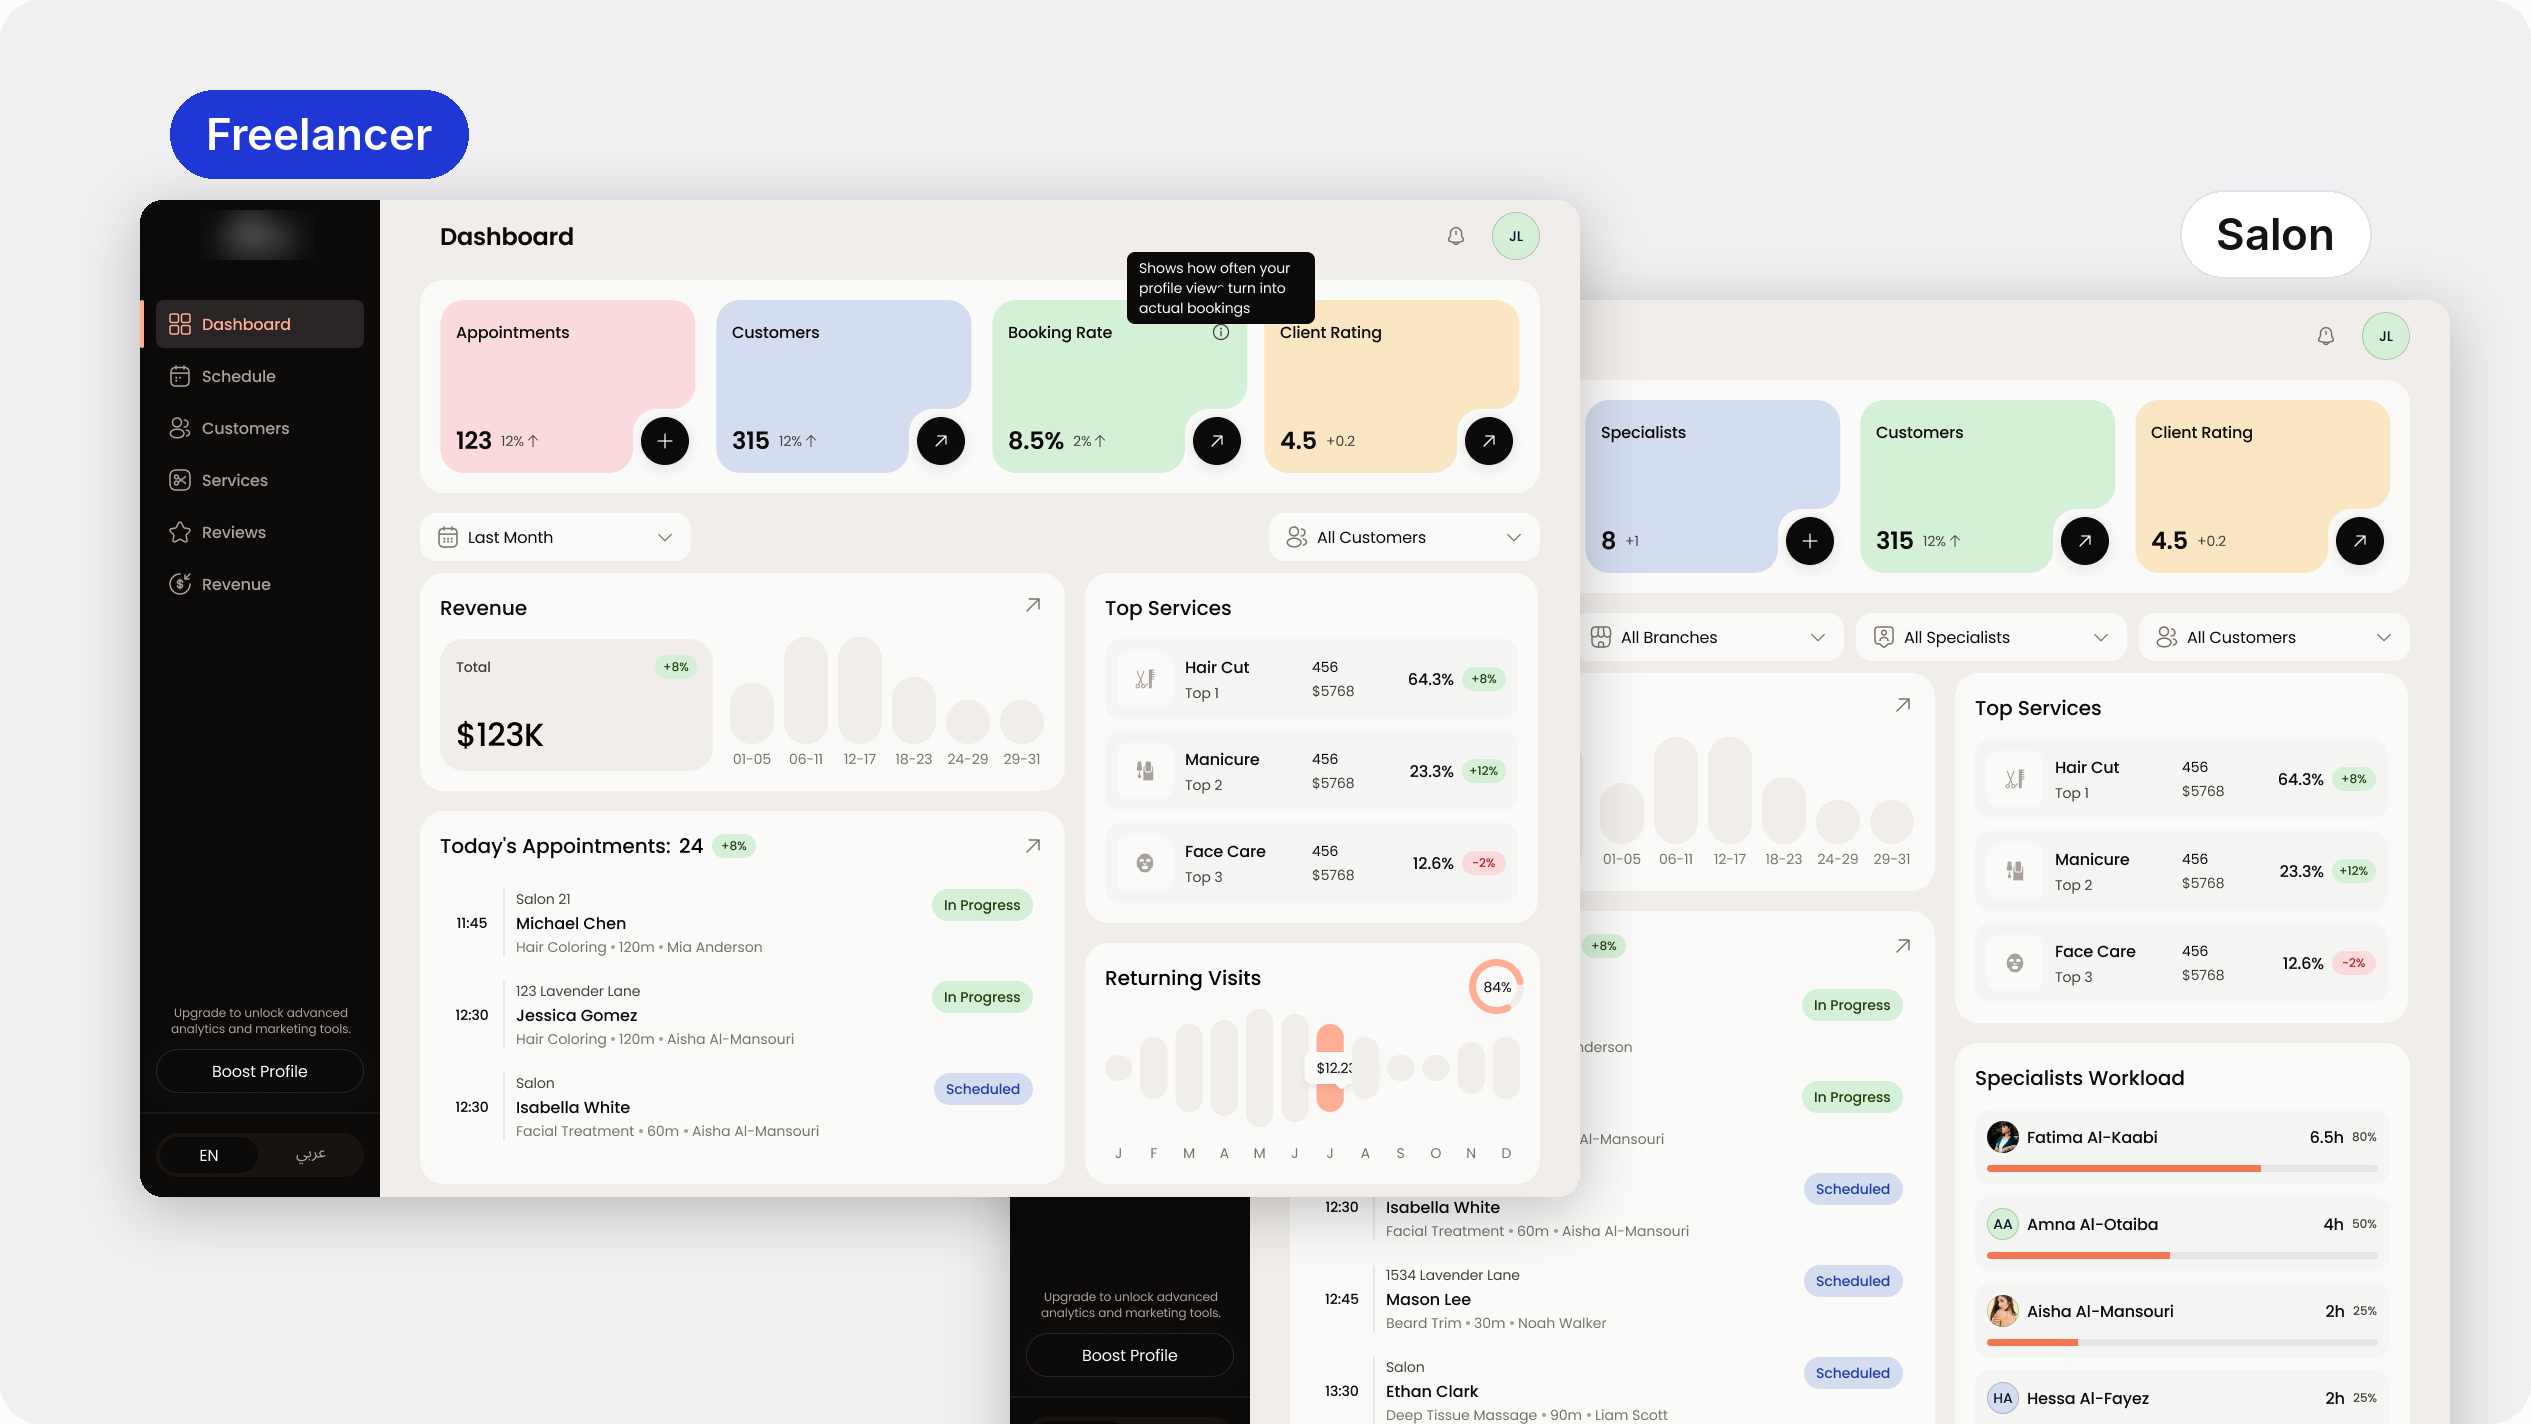 Freelancer
Salon
Dashboard
Schedule
Customers
Services
Reviews
Revenue
Upgrade to unlock advanced
analytics and marketing tools.
Boost Profile
EN
عربي
Dashboard
JL
Shows how often your
profile views turn into
actual bookings
Appointments
123 12%
Customers
315 12%
Booking Rate
8.5% 2%
Client Rating
4.5 +0.2
Last Month
All Customers
Revenue
Total +8%
$123K
01-05 06-11 12-17 18-23 24-29 29-31
Top Services
Hair Cut 456
Top 1 $5768
64.3% +8%
Manicure 456
Top 2 $5768
23.3% +12%
Face Care 456
Top 3 $5768
12.6% -2%
Today's Appointments: 24 +8%
11:45
Salon 21
Michael Chen
Hair Coloring • 120m • Mia Anderson
In Progress
12:30
123 Lavender Lane
Jessica Gomez
Hair Coloring • 120m • Aisha Al-Mansouri
In Progress
12:30
Salon
Isabella White
Facial Treatment • 60m • Aisha Al-Mansouri
Scheduled
Returning Visits
84%
$12.23
J F M A M J J A S O N D
JL
Specialists
8 +1
Customers
315 12%
Client Rating
4.5 +0.2
All Branches
All Specialists
All Customers
01-05 06-11 12-17 18-23 24-29 29-31
Top Services
Hair Cut 456
Top 1 $5768
64.3% +8%
Manicure 456
Top 2 $5768
23.3% +12%
Face Care 456
Top 3 $5768
12.6% -2%
+8%
In Progress
nderson
In Progress
Al-Mansouri
12:30
Isabella White
Facial Treatment • 60m • Aisha Al-Mansouri
Scheduled
12:45
1534 Lavender Lane
Mason Lee
Beard Trim • 30m • Noah Walker
Scheduled
13:30
Salon
Ethan Clark
Deep Tissue Massage • 90m • Liam Scott
Scheduled
Specialists Workload
Fatima Al-Kaabi 6.5h 80%
AA Amna Al-Otaiba 4h 50%
Aisha Al-Mansouri 2h 25%
HA Hessa Al-Fayez 2h 25%
Upgrade to unlock advanced
analytics and marketing tools.
Boost Profile